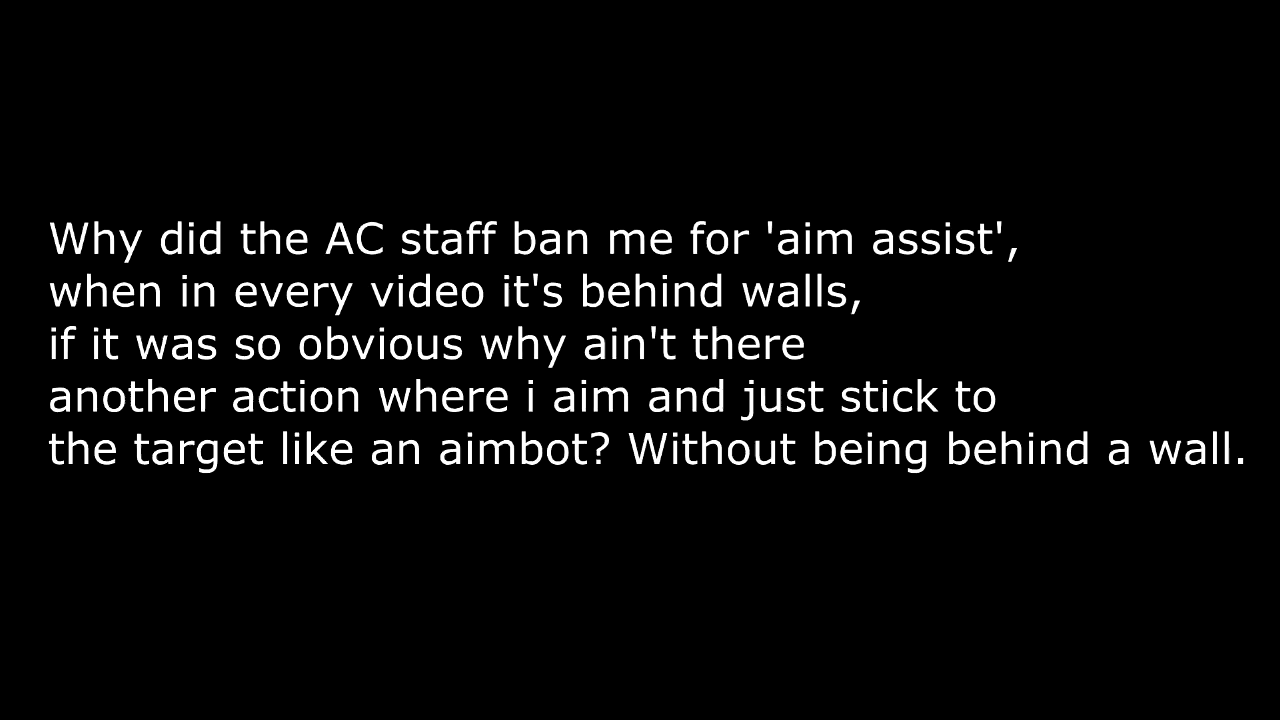 Why did the AC staff ban me for 'aim assist',
when in every video it's behind walls,
if it was so obvious why ain't there
another action where i aim and just stick to
the target like an aimbot? Without being behind a wall.